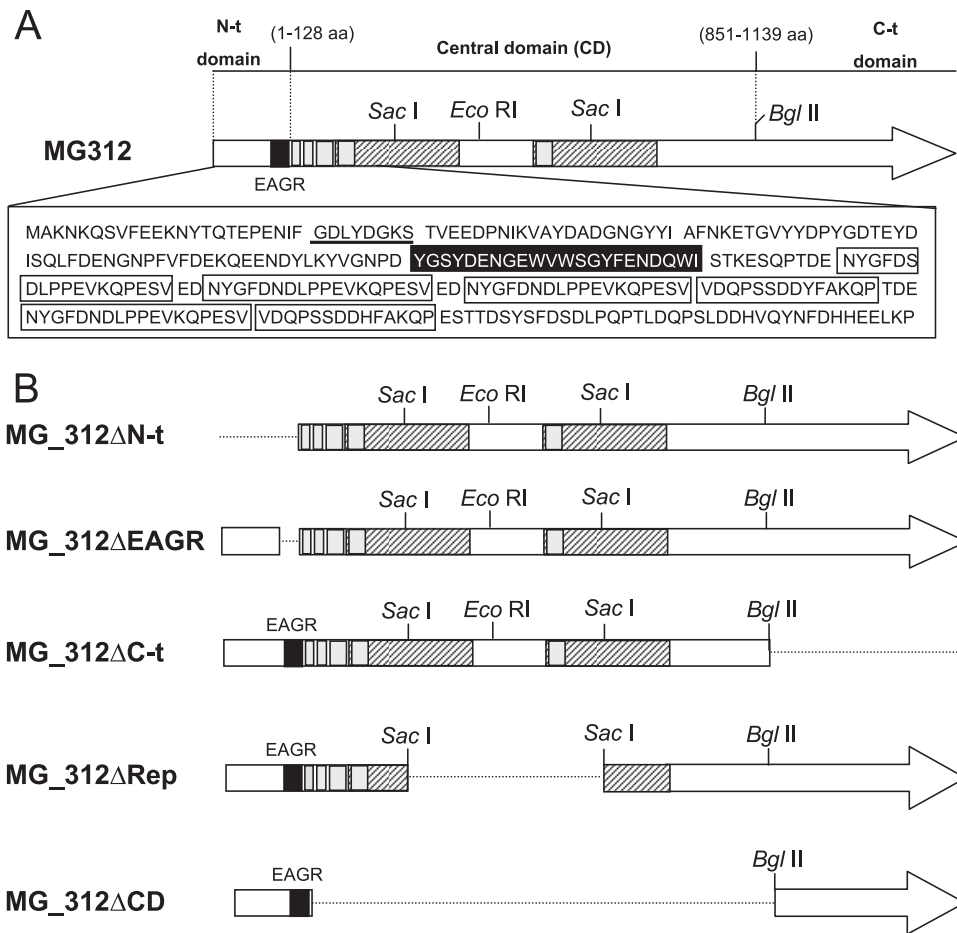 A
N-t
domain
(1-128 aa)
Central domain (CD)
(851-1139 aa)
C-t
domain
Sac I
Eco RI
Sac I
Bgl II
MG312
EAGR
MAKNKQSVFEEKNYTQTEPENIF GDLYDGKS TVEEDPNIKVAYDADGNGYYI AFNKETGVYYDPYGDTEYD
ISQLFDENGNPFVFDEKQEENDYLKYVGNPD YGSYDENGEWVWSGYFENDQWI STKESQPTDE NYGFDS
DLPPEVKQPESV ED NYGFDNDLPPEVKQPESV ED NYGFDNDLPPEVKQPESV VDQPSSDDYFAKQP TDE
NYGFDNDLPPEVKQPESV VDQPSSDDHFAKQP ESTTDSYSFDSDLPQPTLDQPSLDDHVQYNFDHHEELKP
B
Sac I
Eco RI
Sac I
Bgl II
MG_312ΔN-t
Sac I
Eco RI
Sac I
Bgl II
MG_312ΔEAGR
Sac I
Eco RI
Sac I
Bgl II
EAGR
MG_312ΔC-t
Sac I
Sac I
Bgl II
EAGR
MG_312ΔRep
Bgl II
EAGR
MG_312ΔCD